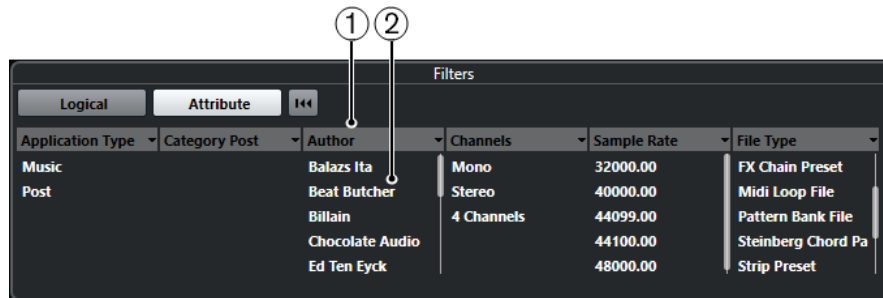 1 2
Filters
Logical Attribute
Application Type Category Post Author Channels Sample Rate File Type
Music Balazs Ita Mono 32000.00 FX Chain Preset
Post Beat Butcher Stereo 40000.00 Midi Loop File
Billain 4 Channels 44099.00 Pattern Bank File
Chocolate Audio 44100.00 Steinberg Chord Pa
Ed Ten Eyck 48000.00 Strip Preset